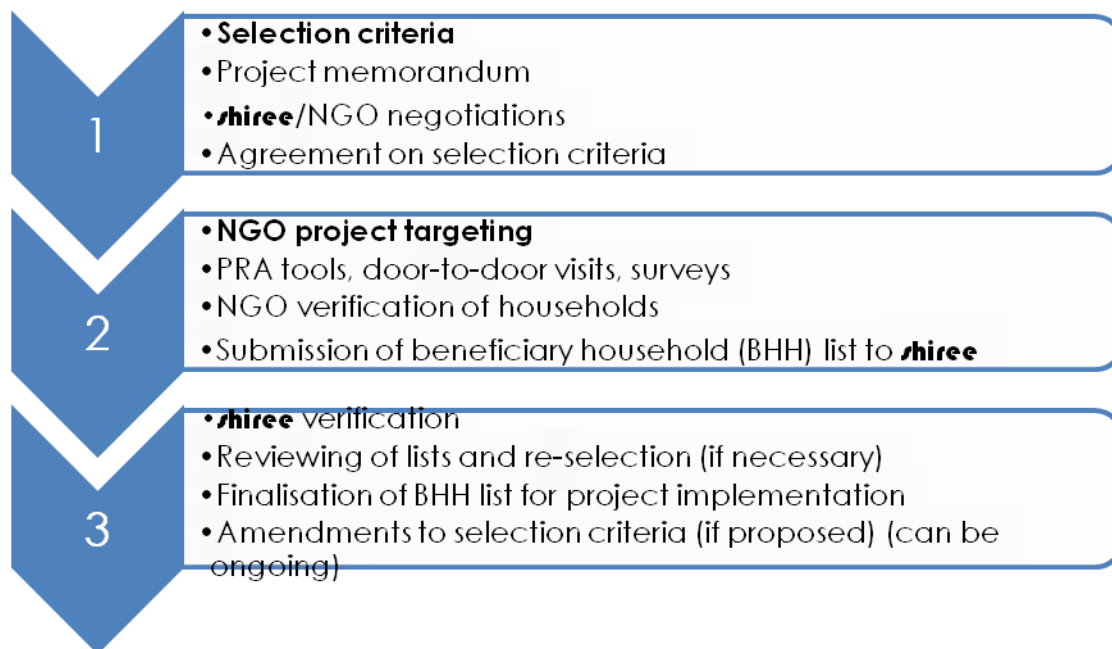 1
•Selection criteria
•Project memorandum
•shiree/NGO negotiations
•Agreement on selection criteria
2
•NGO project targeting
•PRA tools, door-to-door visits, surveys
•NGO verification of households
•Submission of beneficiary household (BHH) list to shiree
3
•shiree verification
•Reviewing of lists and re-selection (if necessary)
•Finalisation of BHH list for project implementation
•Amendments to selection criteria (if proposed) (can be
ongoing)